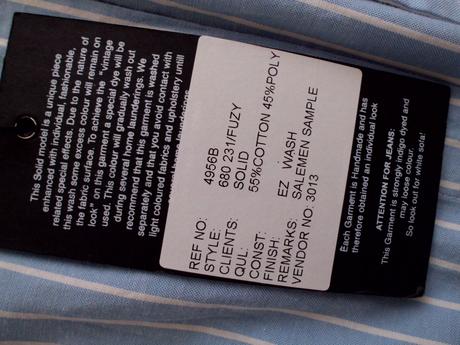 This Solid model is a unique piece
enhanced with individual, fashionable,
related special effects. Due to the nature of
this wash some excess colour will remain on
the fabric surface. To achieve the "vintage
look" on this garment a special dye will be
used. This colour will gradually wash out
during several home launderings. We
recommend that this garment is washed
separately and that you avoid contact with
light coloured fabrics and upholstery untill
REF NO: 4956B
STYLE: 680 231/FUZY
CLIENTS: SOLID
QUL: 55%COTTON 45%POLY
CONST:
FINISH: EZ WASH
REMARKS: SALEMEN SAMPLE
VENDOR NO: 3013
Each Garment is Handmade and has
therefore obtained an individual look
ATTENTION FOR JEANS:
This Garment is strongly indigo dyed and
may loose colour.
So look out for white sofa!